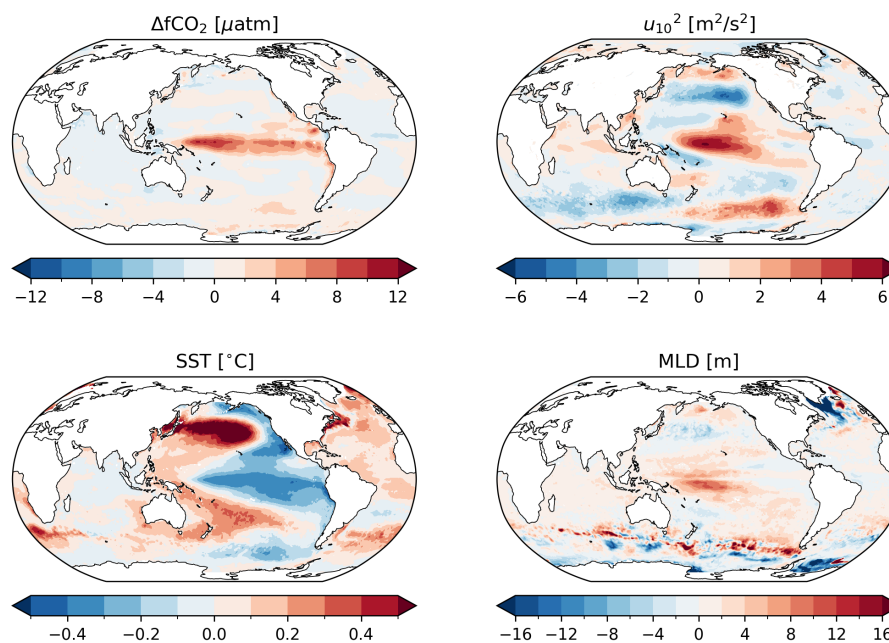 ΔfCO₂ [μatm]
u₁₀² [m²/s²]
−12 −8 −4 0 4 8 12
−6 −4 −2 0 2 4 6
SST [°C]
MLD [m]
−0.4 −0.2 0.0 0.2 0.4
−16 −12 −8 −4 0 4 8 12 16